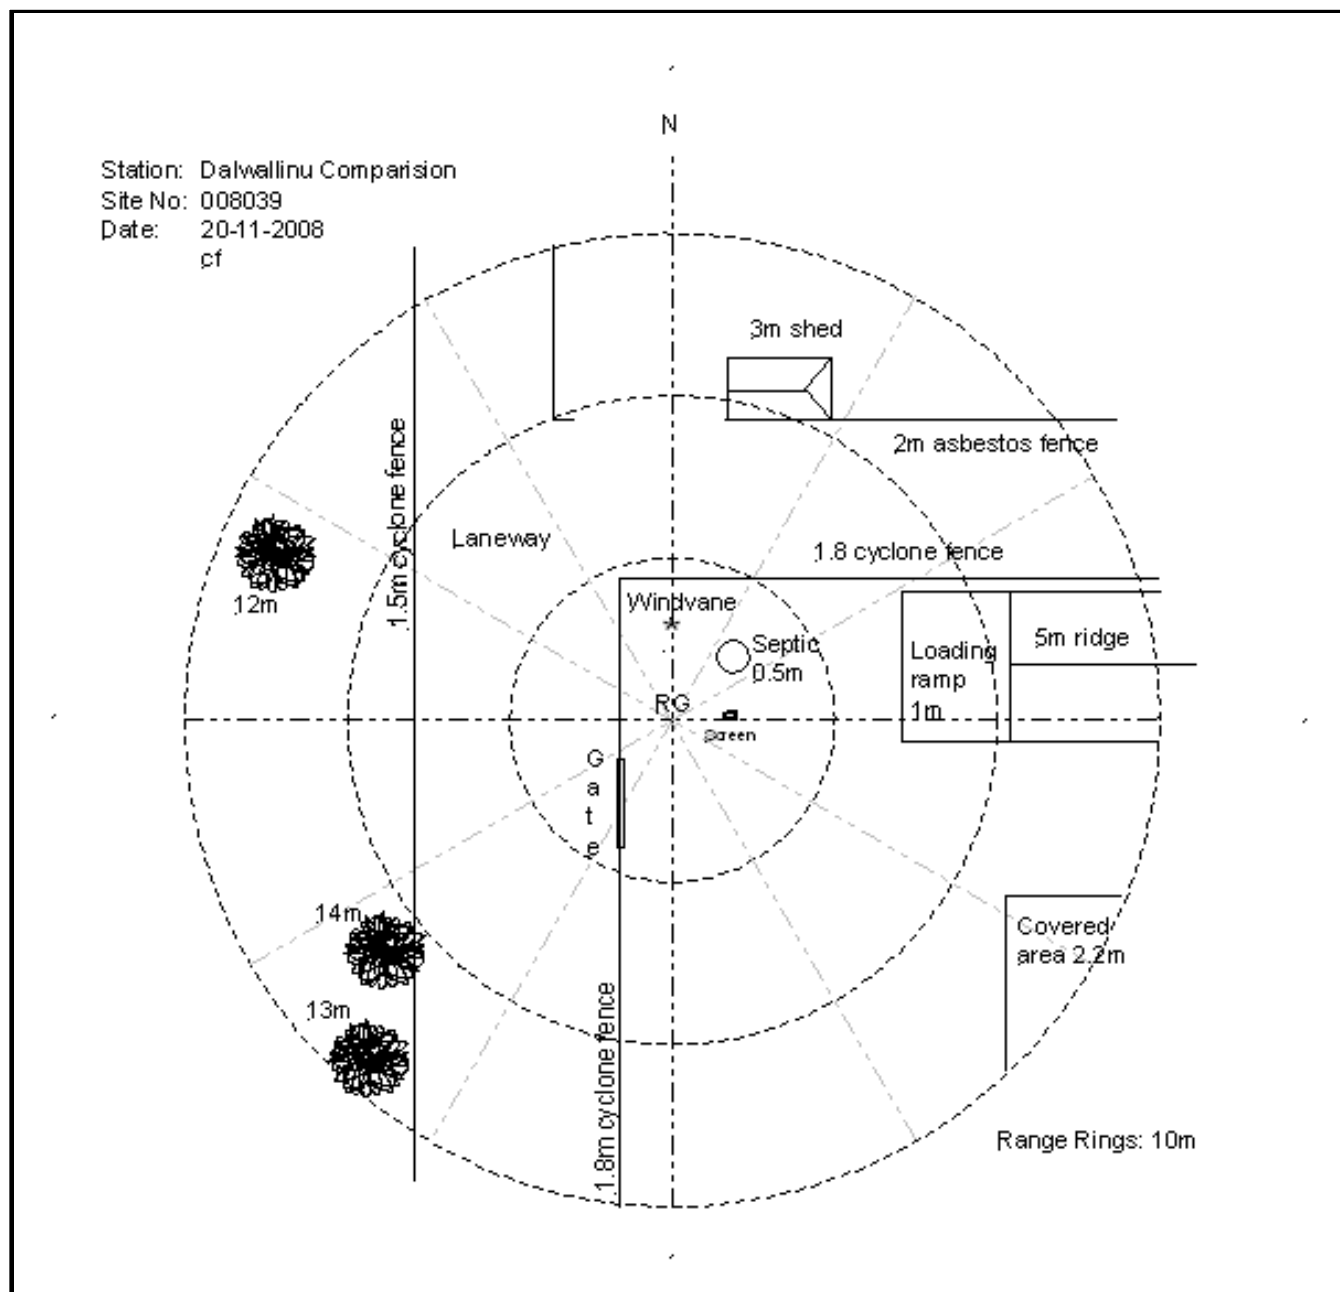 N
Station: Dalwallinu Comparision
Site No: 008039
Date: 20-11-2008
cf
3m shed
2m asbestos fence
1.5m cyclone fence
Laneway
1.8 cyclone fence
12m
Windvane
*
Septic
0.5m
Loading
ramp
1m
5m ridge
RG
Screen
Gate
14m
13m
Covered
area 2.2m
1.8m cyclone fence
Range Rings: 10m